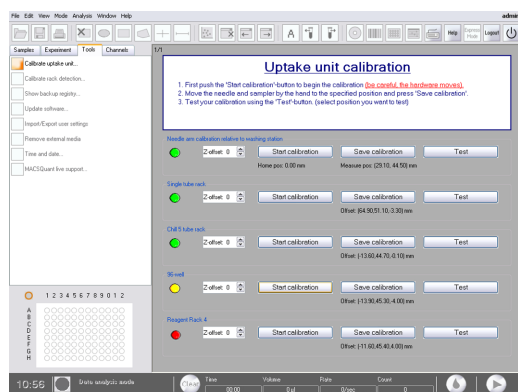 File Edit View Mode Analysis Window Help
admin
Help
Express Mode
Logout
Samples Experiment Tools Channels
1/1
Calibrate uptake unit...
Calibrate rack detection...
Show backup registry...
Update software...
Import/Export user settings
Remove external media
Time and date...
MACSQuant live support...
Uptake unit calibration
1. First push the 'Start calibration'-button to begin the calibration (be careful, the hardware moves).
2. Move the needle and sampler by the hand to the specified position and press 'Save calibration'.
3. Test your calibration using the 'Test'-button. (select position you want to test)
Needle arm calibration relative to washing station
Z-offset: 0 Start calibration Save calibration Test
Home pos: 0.00 mm Measure pos: (29.10, 44.50) mm
Single tube rack
Z-offset: 0 Start calibration Save calibration Test
Offset: (64.90,51.10,-3.30) mm
Chill 5 tube rack
Z-offset: 0 Start calibration Save calibration Test
Offset: (-13.60,44.70,-0.10) mm
96-well
Z-offset: 0 Start calibration Save calibration Test
Offset: (-13.90,45.30,-4.00) mm
Reagent Rack 4
Z-offset: 0 Start calibration Save calibration Test
Offset: (-11.60,45.40,4.00) mm
1 2 3 4 5 6 7 8 9 0 1 2
A
B
C
D
E
F
G
H
10:56 Data analysis mode
Clear
Time Volume Rate Count
00:00 0 µl 0/sec 0